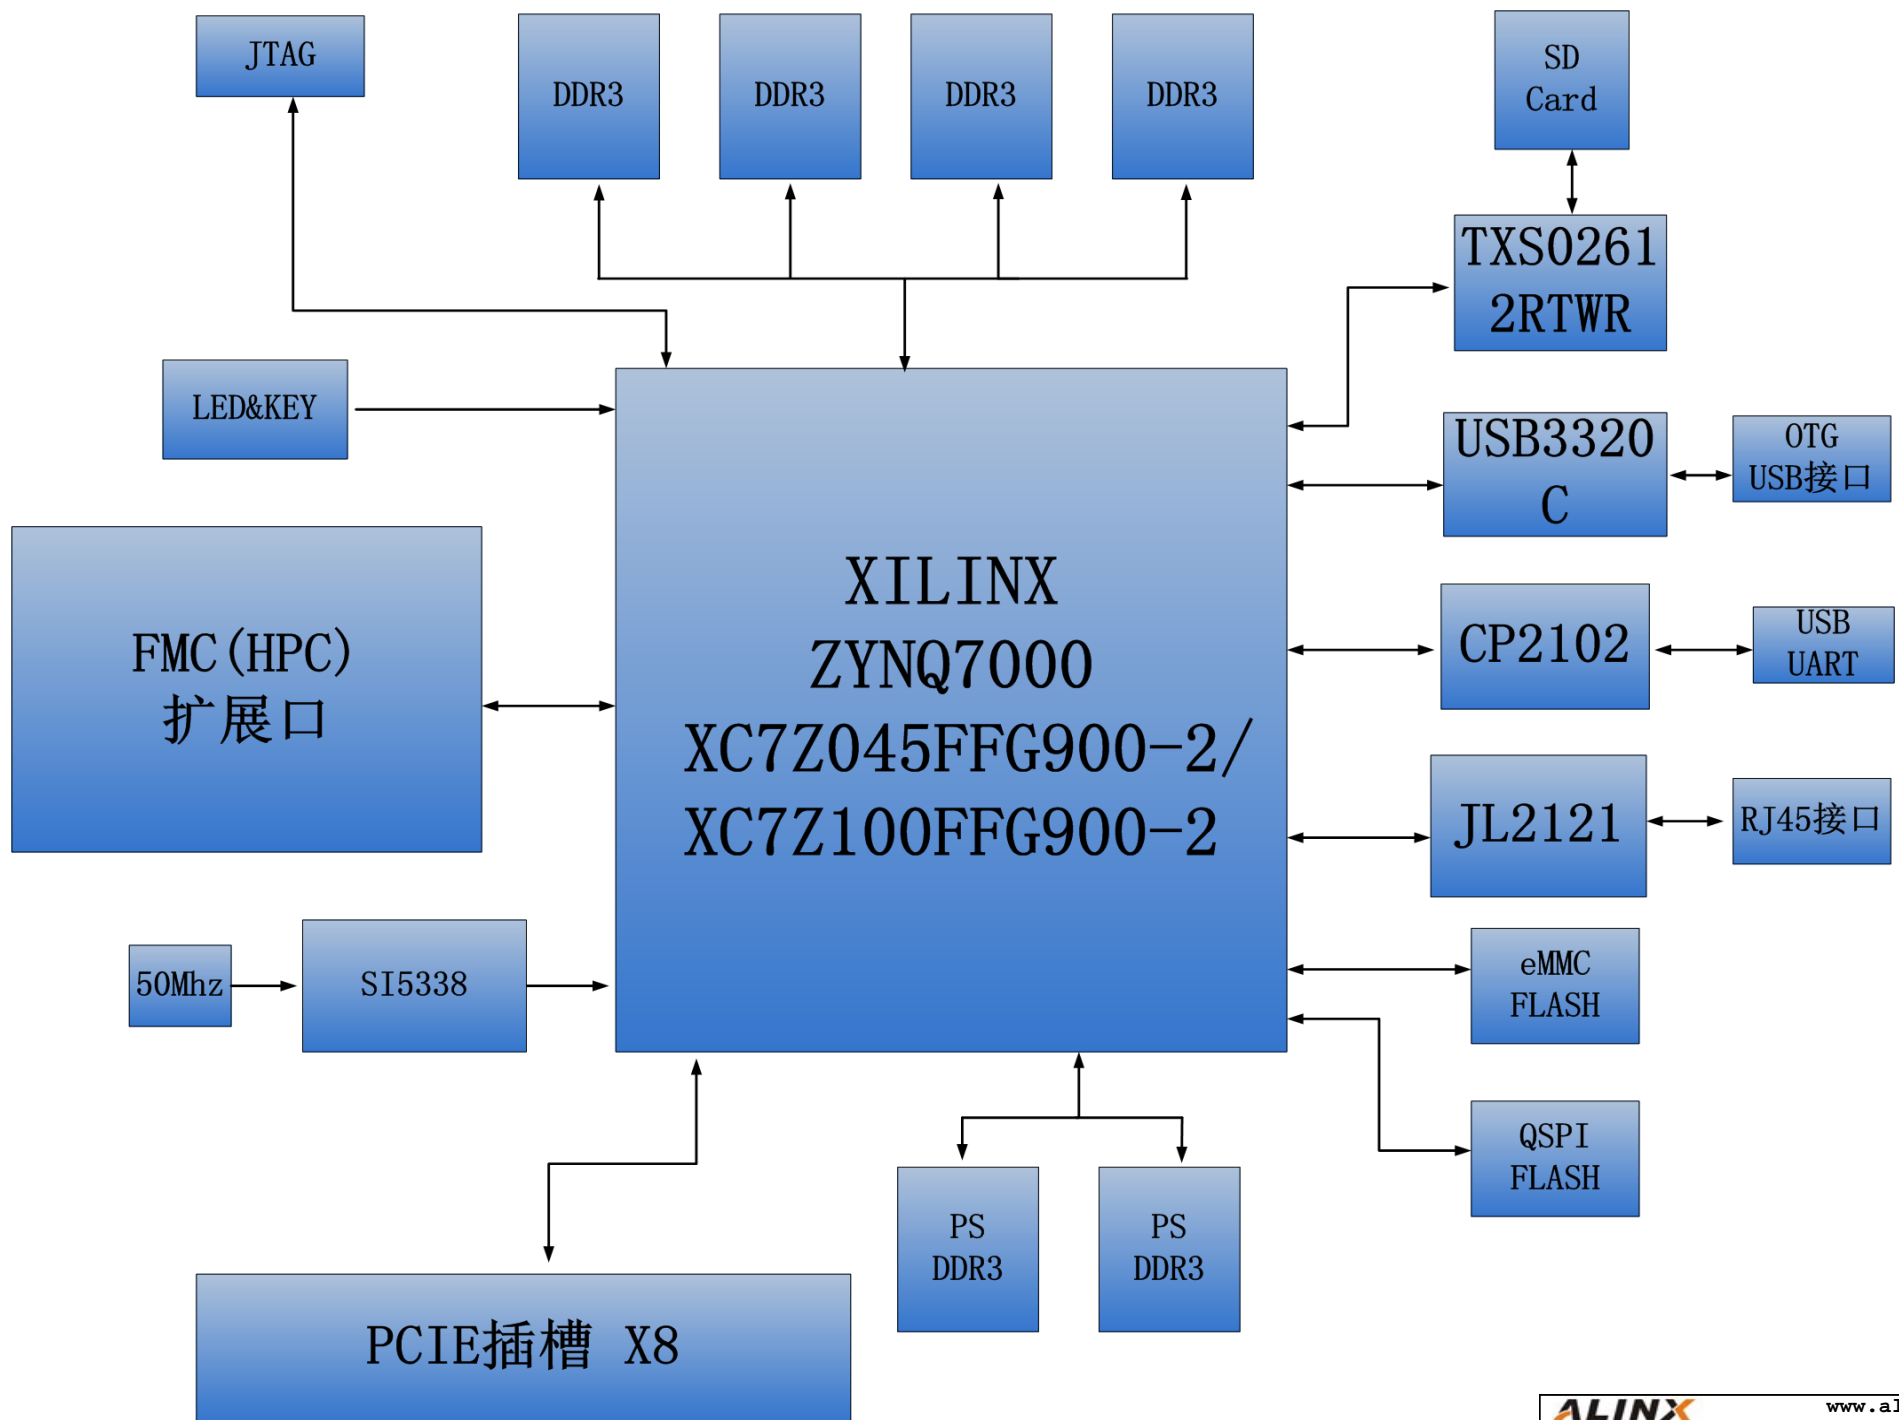 JTAG
DDR3
DDR3
DDR3
DDR3
SD
Card
TXS0261
2RTWR
LED&KEY
USB3320
C
OTG
USB接口
XILINX
ZYNQ7000
XC7Z045FFG900-2/
XC7Z100FFG900-2
FMC(HPC)
扩展口
CP2102
USB
UART
JL2121
RJ45接口
50Mhz
SI5338
eMMC
FLASH
QSPI
FLASH
PS
DDR3
PS
DDR3
PCIE插槽 X8
ALINX
www.al